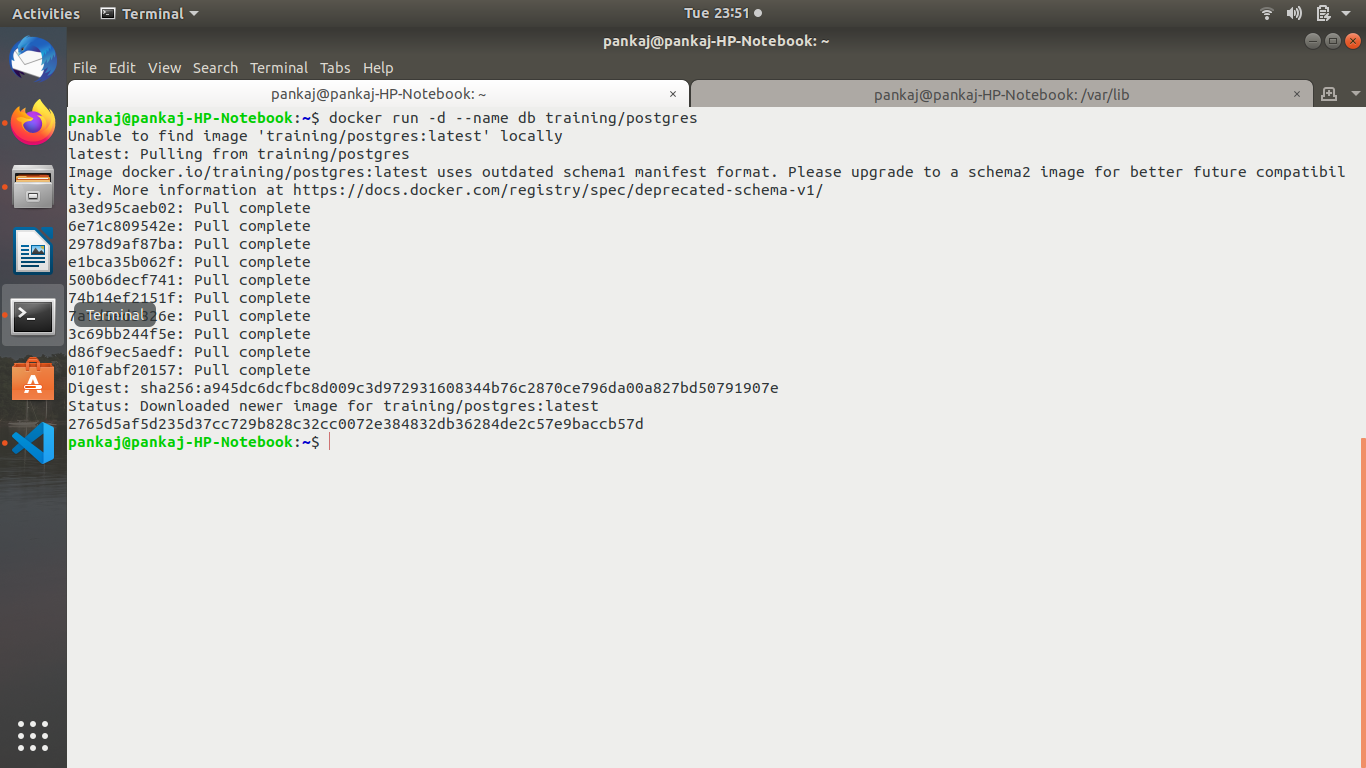 Activities
Terminal
Tue 23:51
pankaj@pankaj-HP-Notebook: ~
File Edit View Search Terminal Tabs Help
pankaj@pankaj-HP-Notebook: ~ ×
pankaj@pankaj-HP-Notebook: /var/lib ×
pankaj@pankaj-HP-Notebook:~$ docker run -d --name db training/postgres
Unable to find image 'training/postgres:latest' locally
latest: Pulling from training/postgres
Image docker.io/training/postgres:latest uses outdated schema1 manifest format. Please upgrade to a schema2 image for better future compatibil
ity. More information at https://docs.docker.com/registry/spec/deprecated-schema-v1/
a3ed95caeb02: Pull complete
6e71c809542e: Pull complete
2978d9af87ba: Pull complete
e1bca35b062f: Pull complete
500b6decf741: Pull complete
74b14ef2151f: Pull complete
Terminal
Pull complete
3c69bb244f5e: Pull complete
d86f9ec5aedf: Pull complete
010fabf20157: Pull complete
Digest: sha256:a945dc6dcfbc8d009c3d972931608344b76c2870ce796da00a827bd50791907e
Status: Downloaded newer image for training/postgres:latest
2765d5af5d235d37cc729b828c32cc0072e384832db36284de2c57e9baccb57d
pankaj@pankaj-HP-Notebook:~$